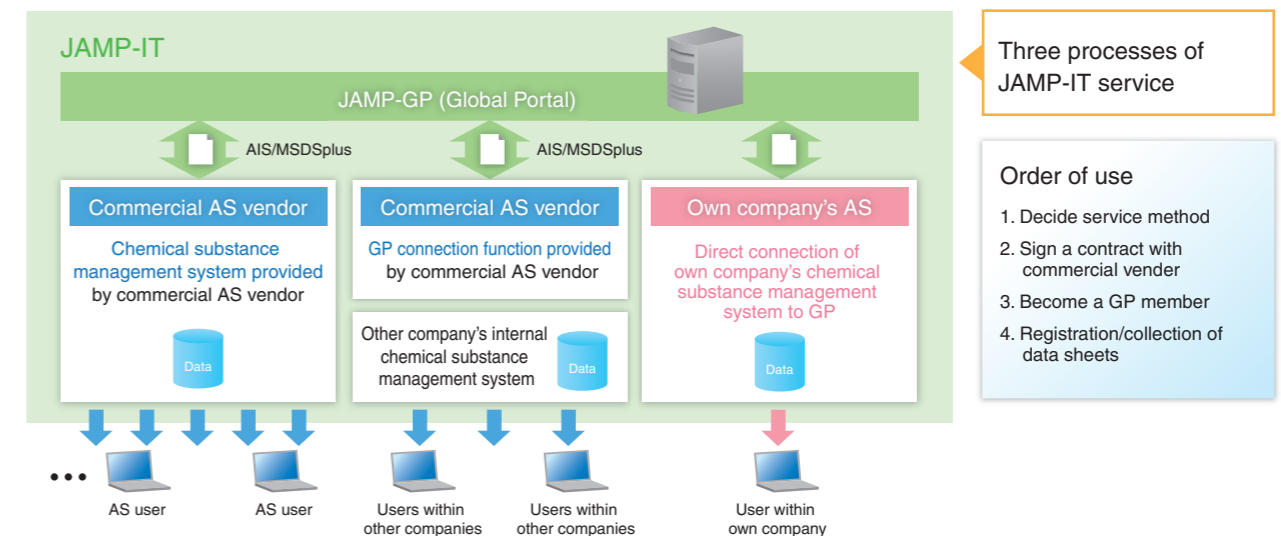 JAMP-IT
JAMP-GP (Global Portal)
AIS/MSDSplus
AIS/MSDSplus
Commercial AS vendor
Chemical substance
management system provided
by commercial AS vendor
Data
Commercial AS vendor
GP connection function provided
by commercial AS vendor
Other company's internal
chemical substance
management system
Data
Own company's AS
Direct connection of
own company's chemical
substance management
system to GP
Data
•••
AS user
AS user
Users within
other companies
Users within
other companies
User within
own company
Three processes of
JAMP-IT service
Order of use
1. Decide service method
2. Sign a contract with
commercial vender
3. Become a GP member
4. Registration/collection of
data sheets